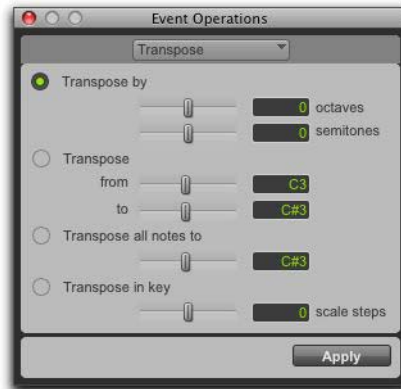 Event Operations
Transpose
Transpose by
0 octaves
0 semitones
Transpose
from C3
to C#3
Transpose all notes to
C#3
Transpose in key
0 scale steps
Apply